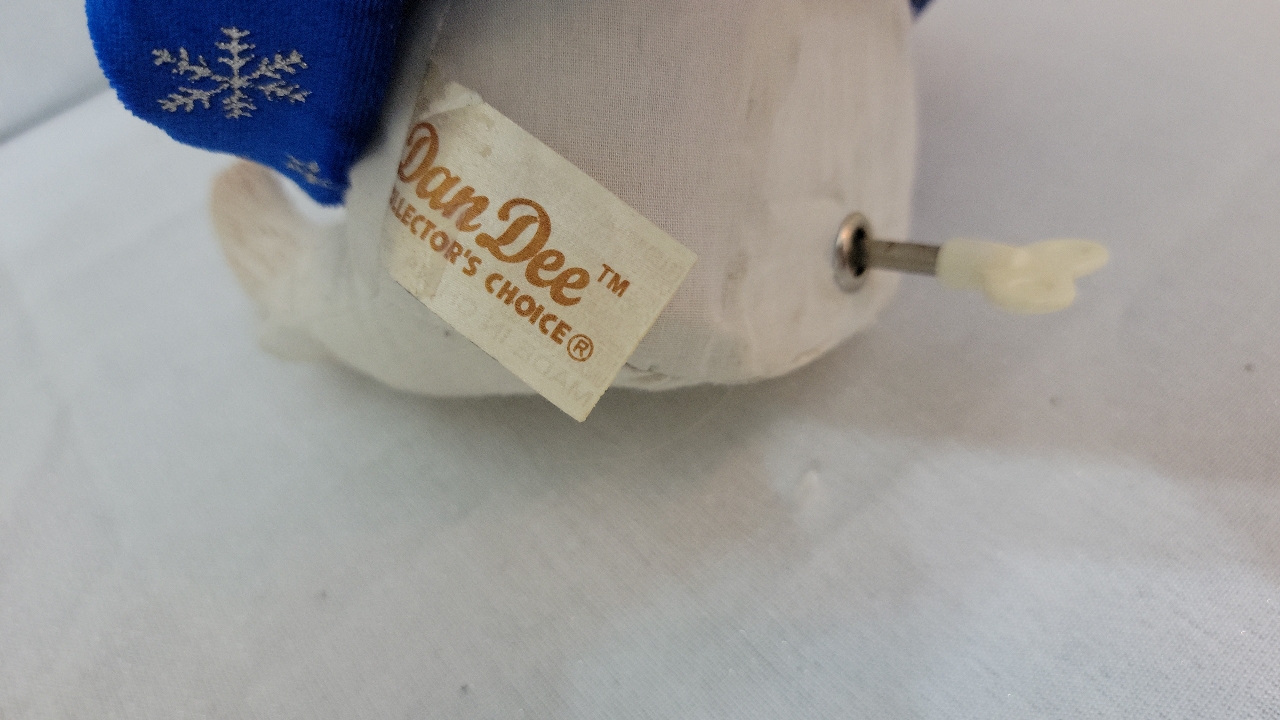 Dan Dee™
LLECTOR'S CHOICE®